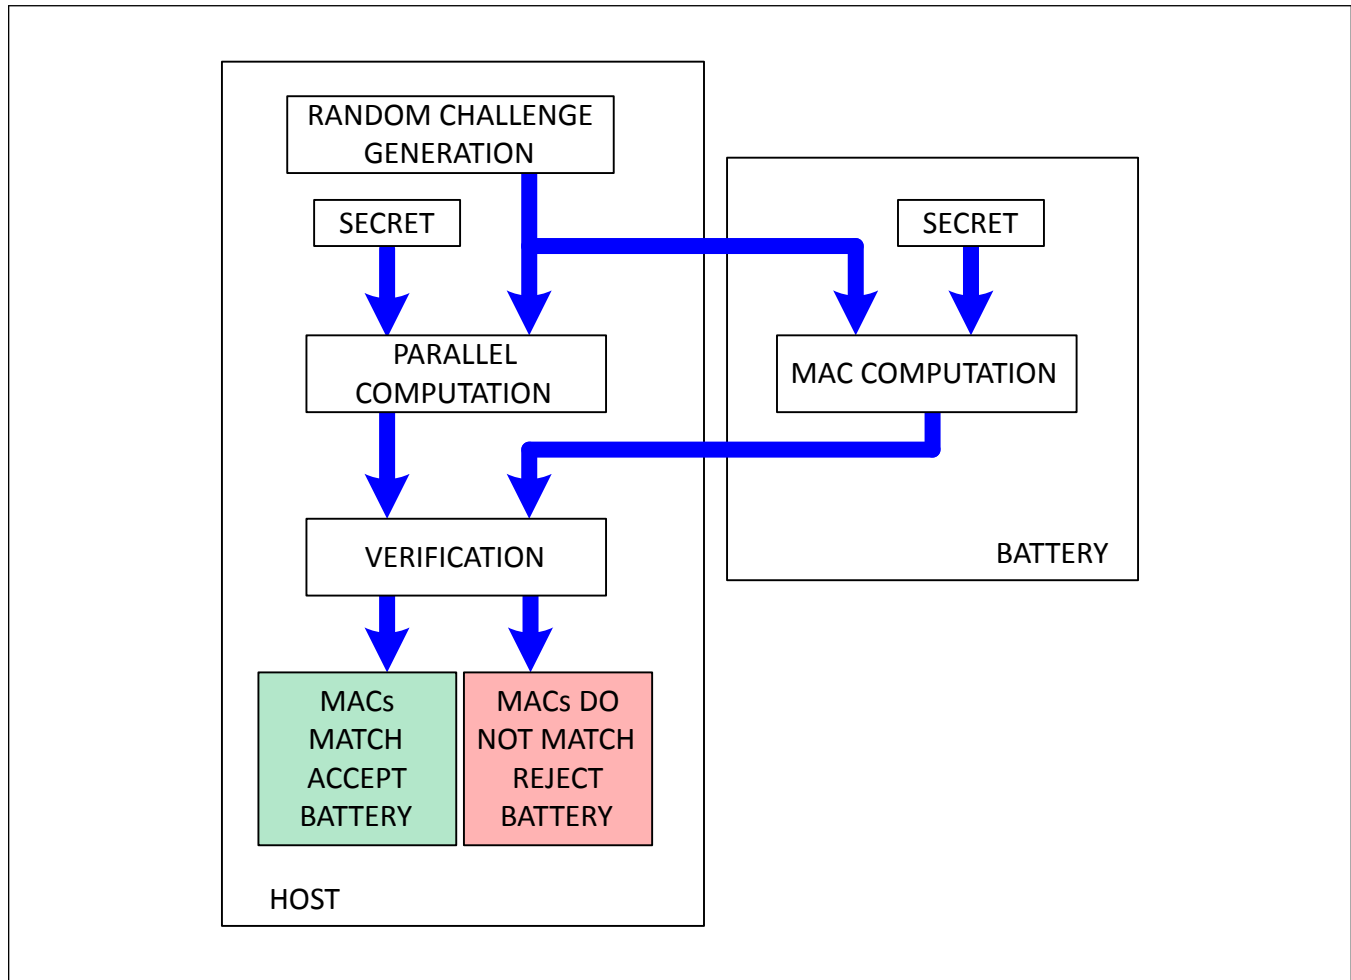 RANDOM CHALLENGE
GENERATION
SECRET
SECRET
PARALLEL
COMPUTATION
MAC COMPUTATION
VERIFICATION
BATTERY
MACs
MATCH
ACCEPT
BATTERY
MACs DO
NOT MATCH
REJECT
BATTERY
HOST